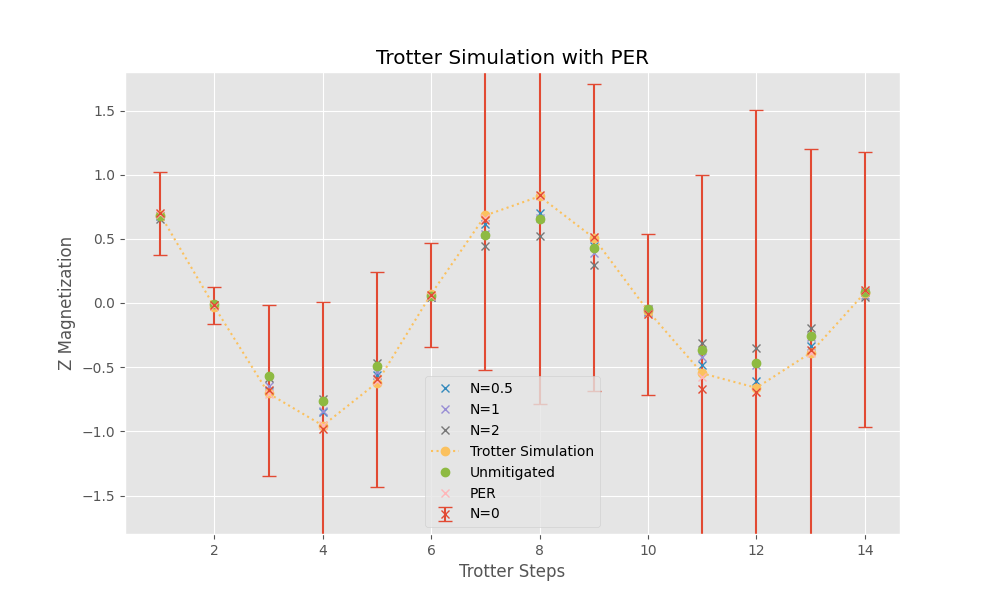 Trotter Simulation with PER
1.5
1.0
0.5
0.0
−0.5
−1.0
−1.5
Z Magnetization
N=0.5
N=1
N=2
Trotter Simulation
Unmitigated
PER
N=0
2 4 6 8 10 12 14
Trotter Steps